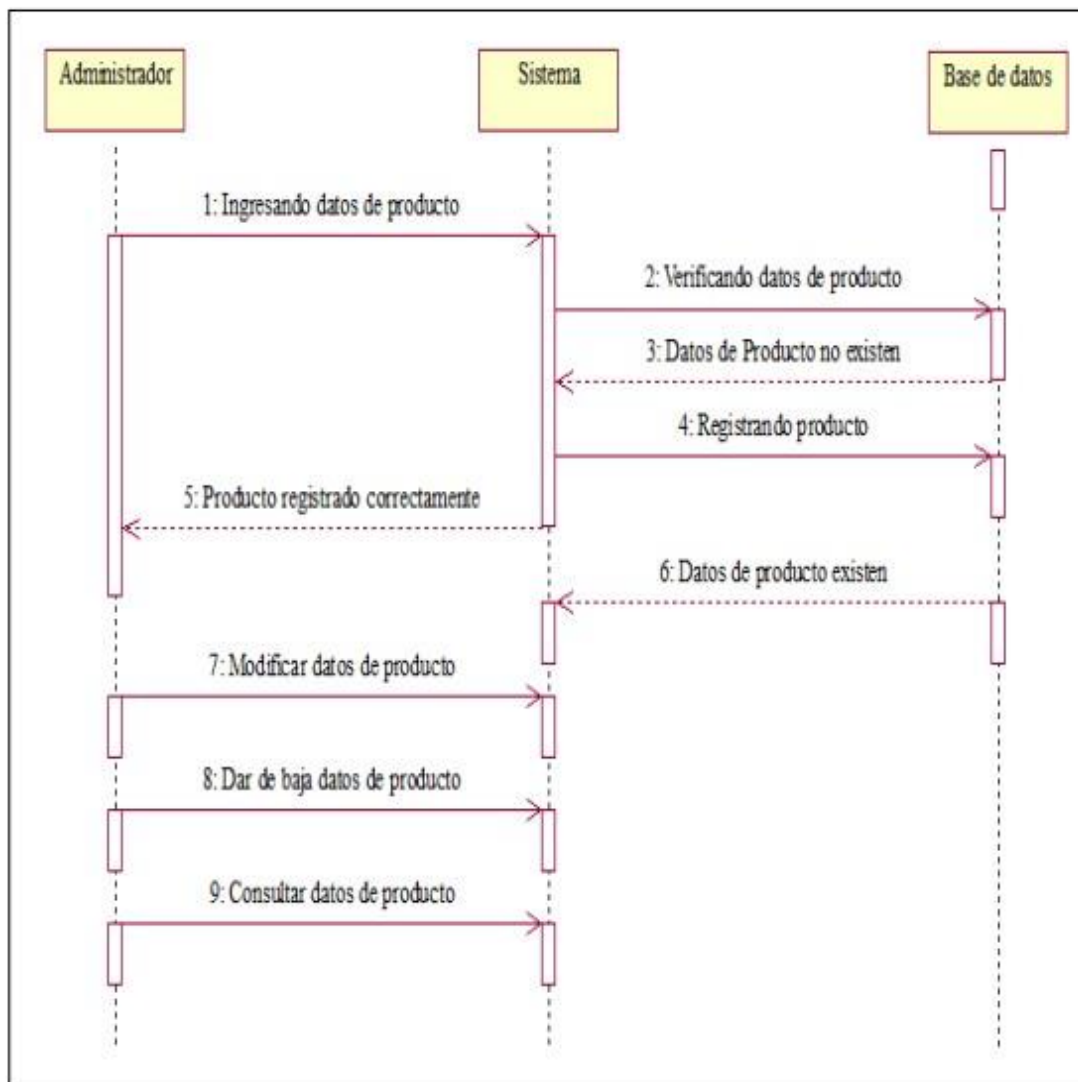 Administrador
Sistema
Base de datos
1: Ingresando datos de producto
2: Verificando datos de producto
3: Datos de Producto no existen
4: Registrando producto
5: Producto registrado correctamente
6: Datos de producto existen
7: Modificar datos de producto
8: Dar de baja datos de producto
9: Consultar datos de producto